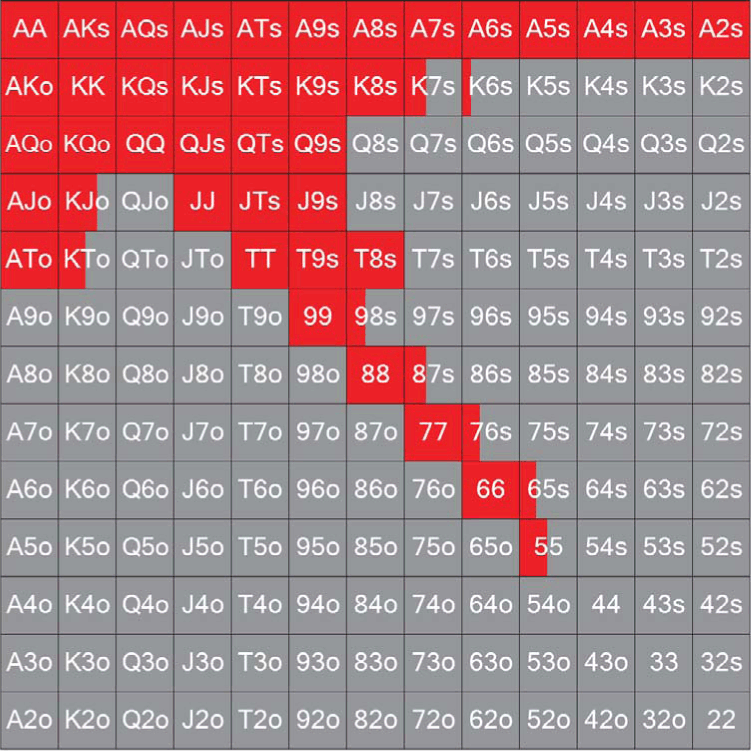 AA AKs AQs AJs ATs A9s A8s A7s A6s A5s A4s A3s A2s
AKo KK KQs KJs KTs K9s K8s K7s K6s K5s K4s K3s K2s
AQo KQo QQ QJs QTs Q9s Q8s Q7s Q6s Q5s Q4s Q3s Q2s
AJo KJo QJo JJ JTs J9s J8s J7s J6s J5s J4s J3s J2s
ATo KTo QTo JTo TT T9s T8s T7s T6s T5s T4s T3s T2s
A9o K9o Q9o J9o T9o 99 98s 97s 96s 95s 94s 93s 92s
A8o K8o Q8o J8o T8o 98o 88 87s 86s 85s 84s 83s 82s
A7o K7o Q7o J7o T7o 97o 87o 77 76s 75s 74s 73s 72s
A6o K6o Q6o J6o T6o 96o 86o 76o 66 65s 64s 63s 62s
A5o K5o Q5o J5o T5o 95o 85o 75o 65o 55 54s 53s 52s
A4o K4o Q4o J4o T4o 94o 84o 74o 64o 54o 44 43s 42s
A3o K3o Q3o J3o T3o 93o 83o 73o 63o 53o 43o 33 32s
A2o K2o Q2o J2o T2o 92o 82o 72o 62o 52o 42o 32o 22